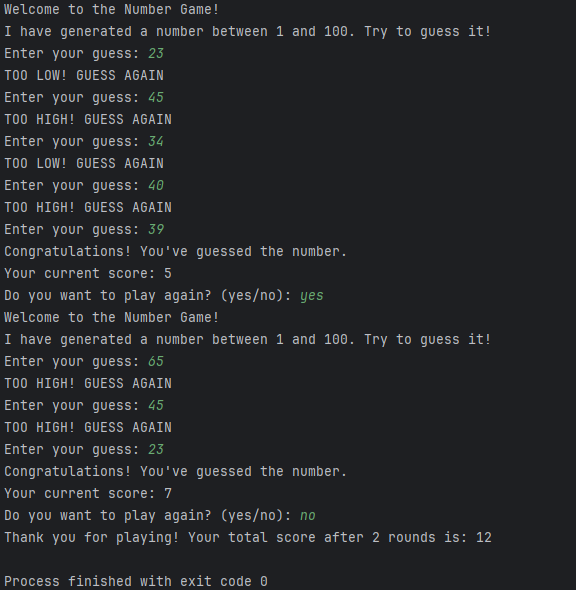 Welcome to the Number Game!
I have generated a number between 1 and 100. Try to guess it!
Enter your guess: 23
TOO LOW! GUESS AGAIN
Enter your guess: 45
TOO HIGH! GUESS AGAIN
Enter your guess: 34
TOO LOW! GUESS AGAIN
Enter your guess: 40
TOO HIGH! GUESS AGAIN
Enter your guess: 39
Congratulations! You've guessed the number.
Your current score: 5
Do you want to play again? (yes/no): yes
Welcome to the Number Game!
I have generated a number between 1 and 100. Try to guess it!
Enter your guess: 65
TOO HIGH! GUESS AGAIN
Enter your guess: 45
TOO HIGH! GUESS AGAIN
Enter your guess: 23
Congratulations! You've guessed the number.
Your current score: 7
Do you want to play again? (yes/no): no
Thank you for playing! Your total score after 2 rounds is: 12
Process finished with exit code 0